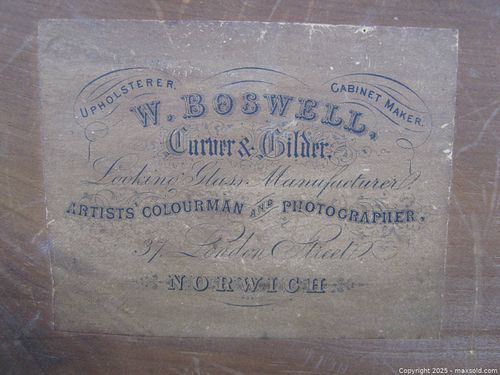 UPHOLSTERER.
CABINET MAKER.
W. BOSWELL,
Carver & Gilder.
Looking Glass Manufacturer,
ARTISTS' COLOURMAN AND PHOTOGRAPHER,
37, London Street,
NORWICH
Copyright 2025 - maxsold.com